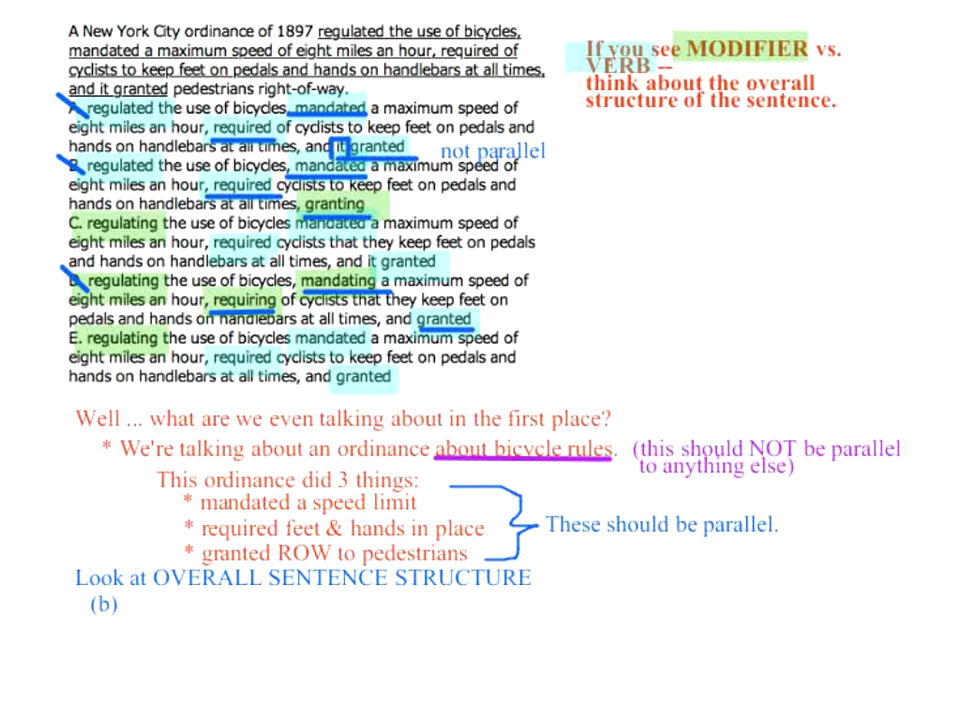 A New York City ordinance of 1897 regulated the use of bicycles,
mandated a maximum speed of eight miles an hour, required of
cyclists to keep feet on pedals and hands on handlebars at all times,
and it granted pedestrians right-of-way.
A. regulated the use of bicycles, mandated a maximum speed of
eight miles an hour, required of cyclists to keep feet on pedals and
hands on handlebars at all times, and it granted
not parallel
B. regulated the use of bicycles, mandated a maximum speed of
eight miles an hour, required cyclists to keep feet on pedals and
hands on handlebars at all times, granting
C. regulating the use of bicycles mandated a maximum speed of
eight miles an hour, required cyclists that they keep feet on pedals
and hands on handlebars at all times, and it granted
D. regulating the use of bicycles, mandating a maximum speed of
eight miles an hour, requiring of cyclists that they keep feet on
pedals and hands on handlebars at all times, and granted
E. regulating the use of bicycles mandated a maximum speed of
eight miles an hour, required cyclists to keep feet on pedals and
hands on handlebars at all times, and granted
If you see MODIFIER vs.
VERB --
think about the overall
structure of the sentence.
Well ... what are we even talking about in the first place?
* We're talking about an ordinance about bicycle rules. (this should NOT be parallel
to anything else)
This ordinance did 3 things:
* mandated a speed limit
* required feet & hands in place
* granted ROW to pedestrians
These should be parallel.
Look at OVERALL SENTENCE STRUCTURE
(b)